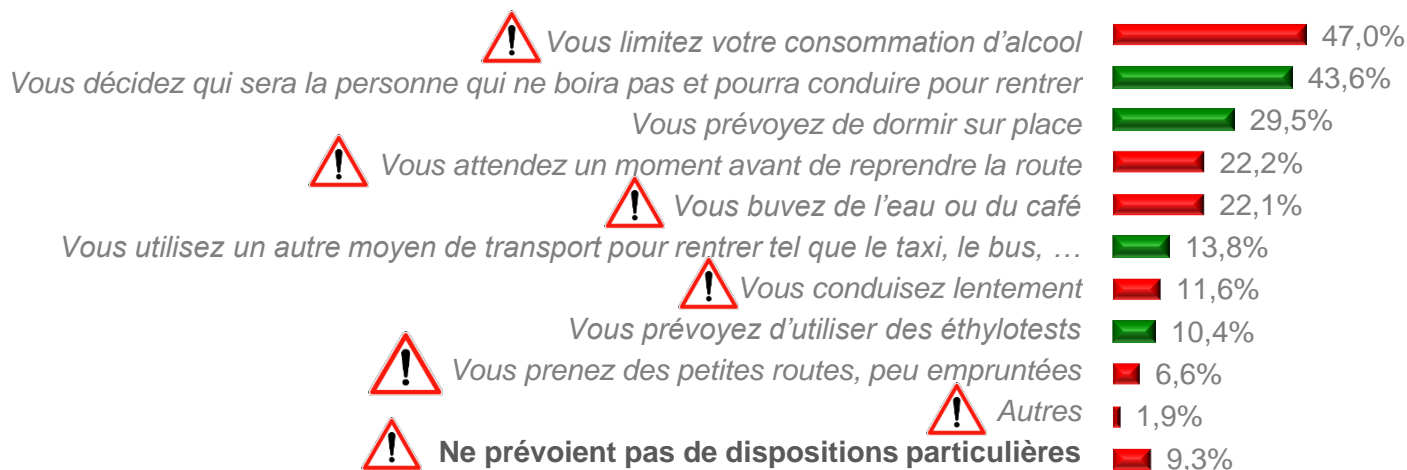 Vous limitez votre consommation d’alcool 47,0%
Vous décidez qui sera la personne qui ne boira pas et pourra conduire pour rentrer 43,6%
Vous prévoyez de dormir sur place 29,5%
Vous attendez un moment avant de reprendre la route 22,2%
Vous buvez de l’eau ou du café 22,1%
Vous utilisez un autre moyen de transport pour rentrer tel que le taxi, le bus, … 13,8%
Vous conduisez lentement 11,6%
Vous prévoyez d’utiliser des éthylotests 10,4%
Vous prenez des petites routes, peu empruntées 6,6%
Autres 1,9%
Ne prévoient pas de dispositions particulières 9,3%